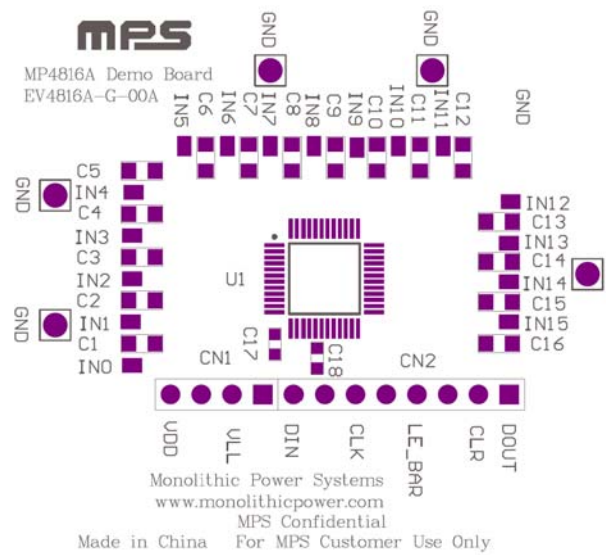 mps
MP4816A Demo Board
EV4816A-G-00A
GND
GND
GND
IN5
C6
IN6
C7
IN7
C8
IN8
C9
IN9
C10
IN10
C11
IN11
C12
C5
IN4
C4
IN3
C3
IN2
C2
IN1
C1
IN0
GND
GND
IN12
C13
IN13
C14
IN14
C15
IN15
C16
U1
C17
C18
CN1
CN2
VDD
VLL
DIN
CLK
LE_BAR
CLR
DOUT
Monolithic Power Systems
www.monolithicpower.com
MPS Confidential
Made in China For MPS Customer Use Only